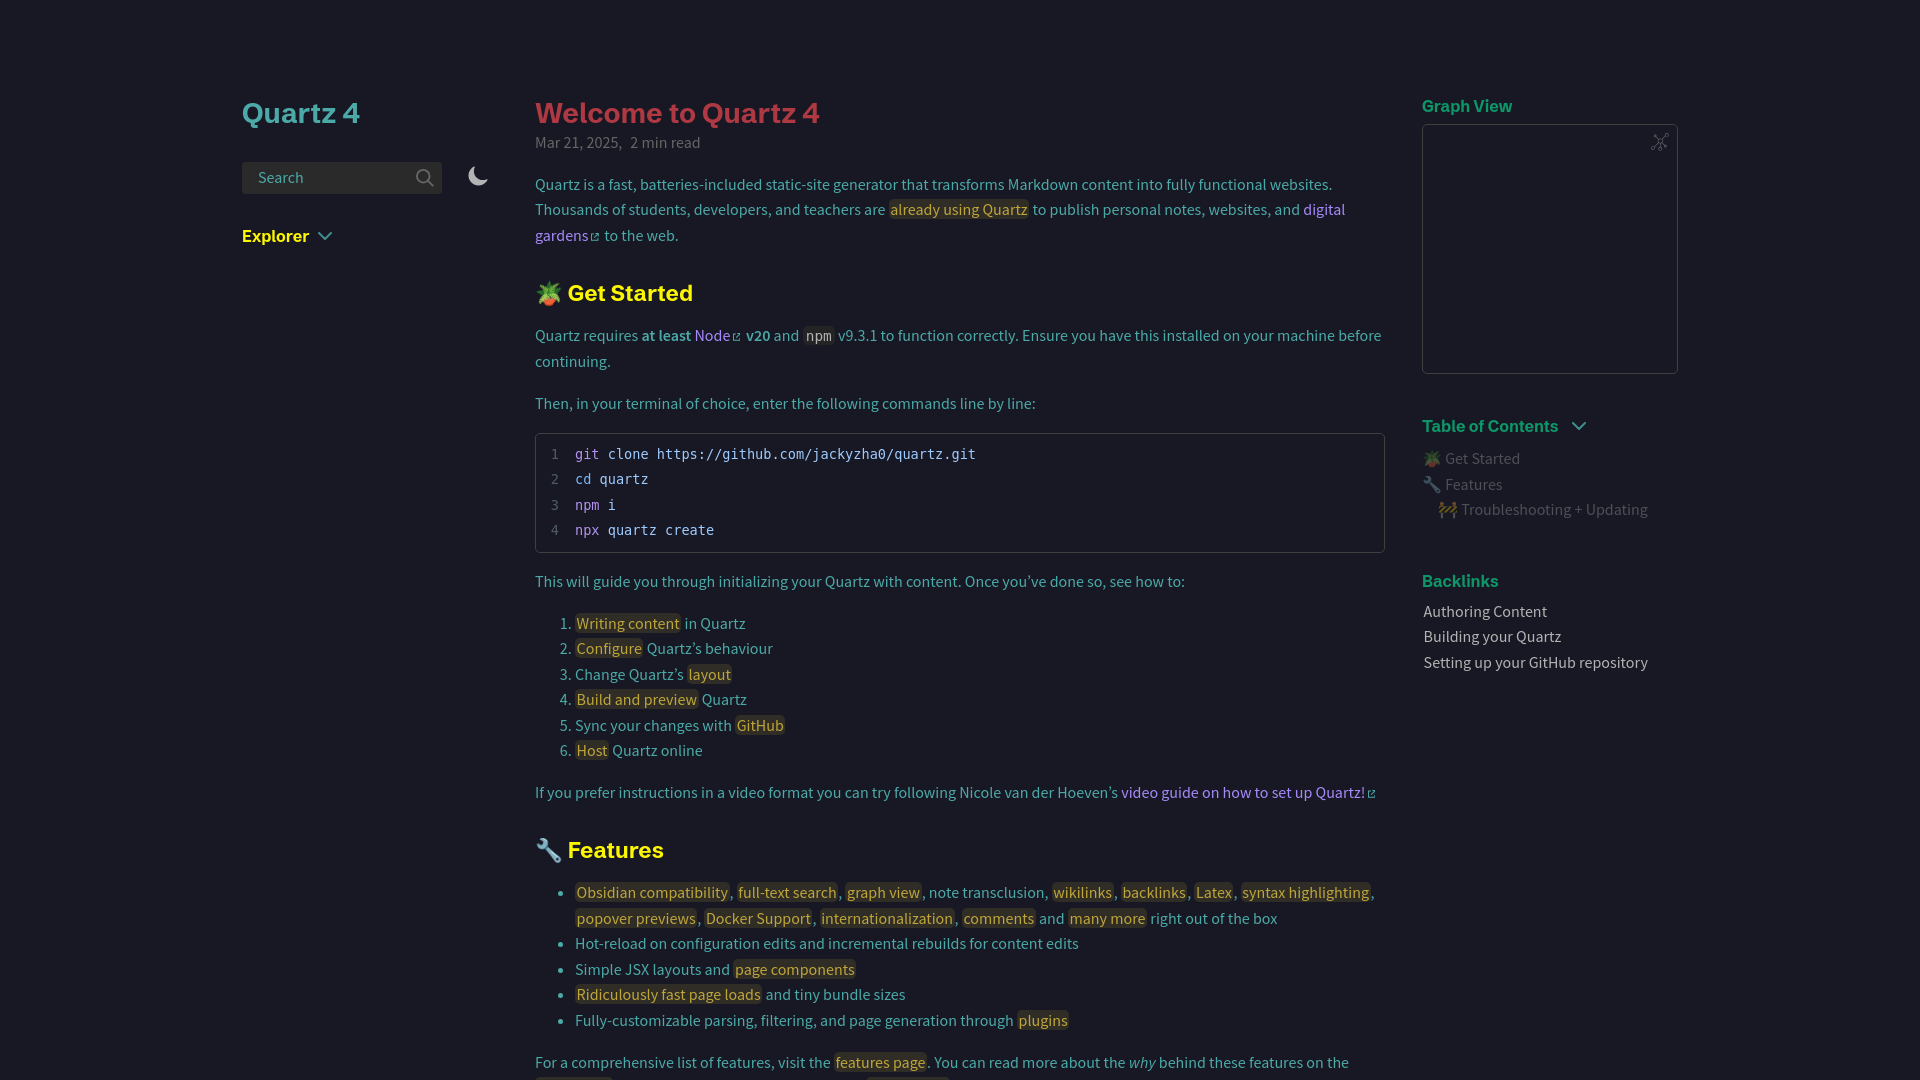 Quartz 4
Search
Explorer
Welcome to Quartz 4
Mar 21, 2025, 2 min read
Quartz is a fast, batteries-included static-site generator that transforms Markdown content into fully functional websites.
Thousands of students, developers, and teachers are already using Quartz to publish personal notes, websites, and digital
gardens to the web.
🪴 Get Started
Quartz requires at least Node v20 and npm v9.3.1 to function correctly. Ensure you have this installed on your machine before
continuing.
Then, in your terminal of choice, enter the following commands line by line:
1 git clone https://github.com/jackyzha0/quartz.git
2 cd quartz
3 npm i
4 npx quartz create
This will guide you through initializing your Quartz with content. Once you’ve done so, see how to:
1. Writing content in Quartz
2. Configure Quartz’s behaviour
3. Change Quartz’s layout
4. Build and preview Quartz
5. Sync your changes with GitHub
6. Host Quartz online
If you prefer instructions in a video format you can try following Nicole van der Hoeven’s video guide on how to set up Quartz!
🔧 Features
• Obsidian compatibility, full-text search, graph view, note transclusion, wikilinks, backlinks, Latex, syntax highlighting,
popover previews, Docker Support, internationalization, comments and many more right out of the box
• Hot-reload on configuration edits and incremental rebuilds for content edits
• Simple JSX layouts and page components
• Ridiculously fast page loads and tiny bundle sizes
• Fully-customizable parsing, filtering, and page generation through plugins
For a comprehensive list of features, visit the features page. You can read more about the why behind these features on the
Graph View
Table of Contents
🪴 Get Started
🔧 Features
🚧 Troubleshooting + Updating
Backlinks
Authoring Content
Building your Quartz
Setting up your GitHub repository